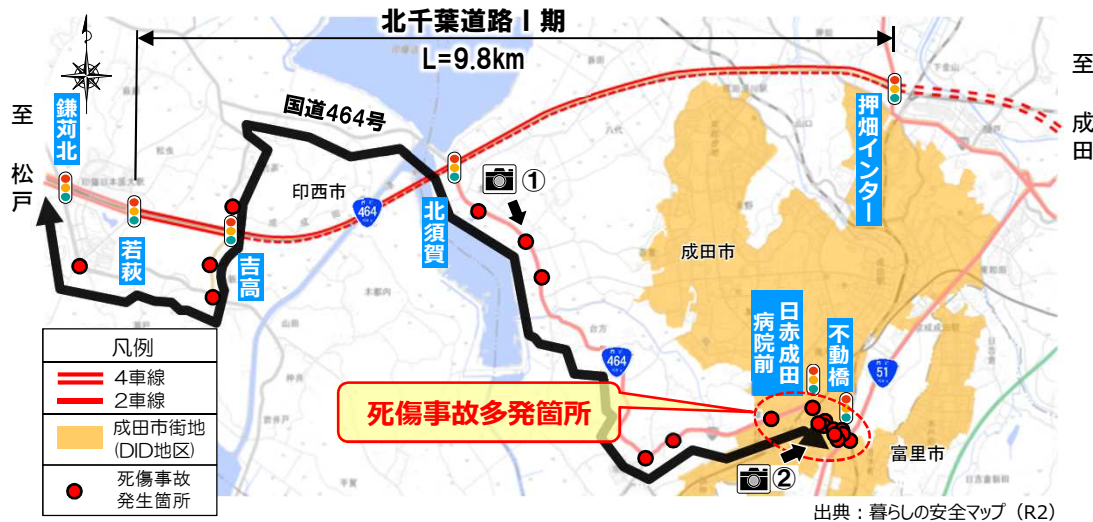 北千葉道路Ⅰ期
L=9.8km
至 松戸
至 成田
鎌苅北
若萩
吉高
国道464号
印西市
464
北須賀
①
押畑インター
成田市
日赤成田
病院前
不動橋
464
51
死傷事故多発箇所
②
富里市
凡例
4車線
2車線
成田市街地
(DID地区)
死傷事故
発生箇所
出典：暮らしの安全マップ（R2）